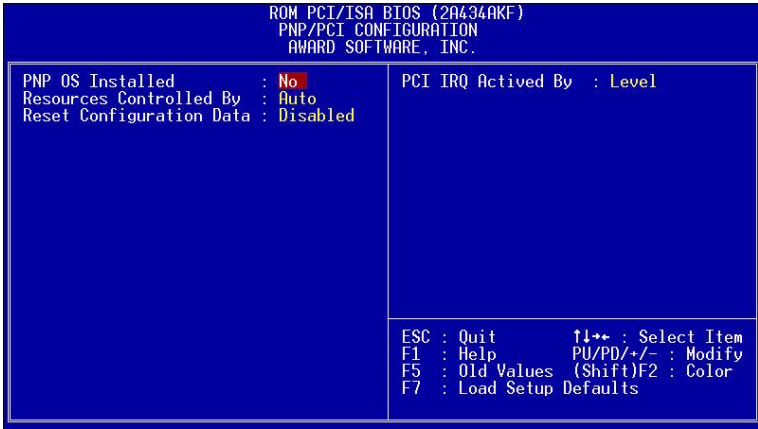 ROM PCI/ISA BIOS (2A434AKF)
PNP/PCI CONFIGURATION
AWARD SOFTWARE, INC.
PNP OS Installed : No
Resources Controlled By : Auto
Reset Configuration Data : Disabled
PCI IRQ Actived By : Level
ESC : Quit ↑↓→← : Select Item
F1 : Help PU/PD/+/- : Modify
F5 : Old Values (Shift)F2 : Color
F7 : Load Setup Defaults